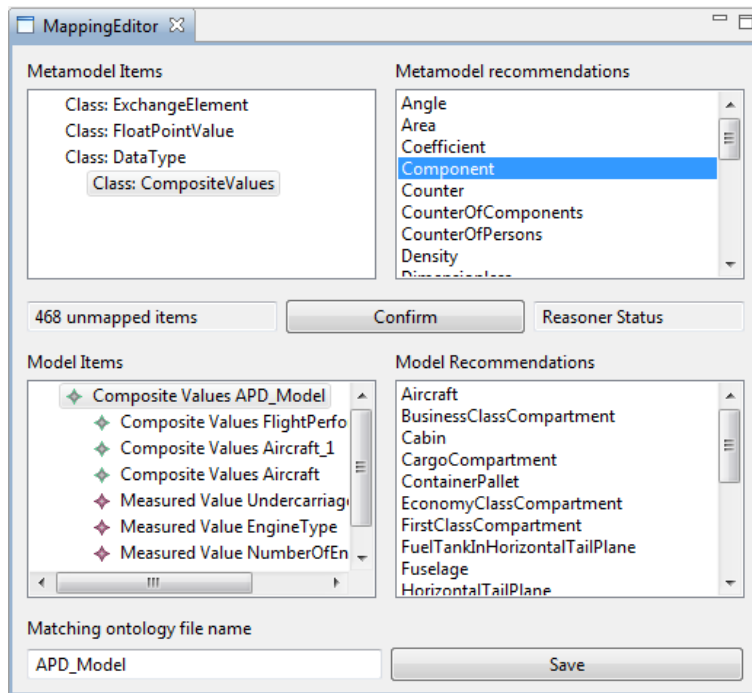 MappingEditor
Metamodel Items
Metamodel recommendations
Class: ExchangeElement
Class: FloatPointValue
Class: DataType
Class: CompositeValues
Angle
Area
Coefficient
Component
Counter
CounterOfComponents
CounterOfPersons
Density
Dimensionless
468 unmapped items
Confirm
Reasoner Status
Model Items
Model Recommendations
Composite Values APD_Model
Composite Values FlightPerfo
Composite Values Aircraft_1
Composite Values Aircraft
Measured Value Undercarriage
Measured Value EngineType
Measured Value NumberOfEn
Aircraft
BusinessClassCompartment
Cabin
CargoCompartment
ContainerPallet
EconomyClassCompartment
FirstClassCompartment
FuelTankInHorizontalTailPlane
Fuselage
HorizontalTailPlane
Matching ontology file name
APD_Model
Save